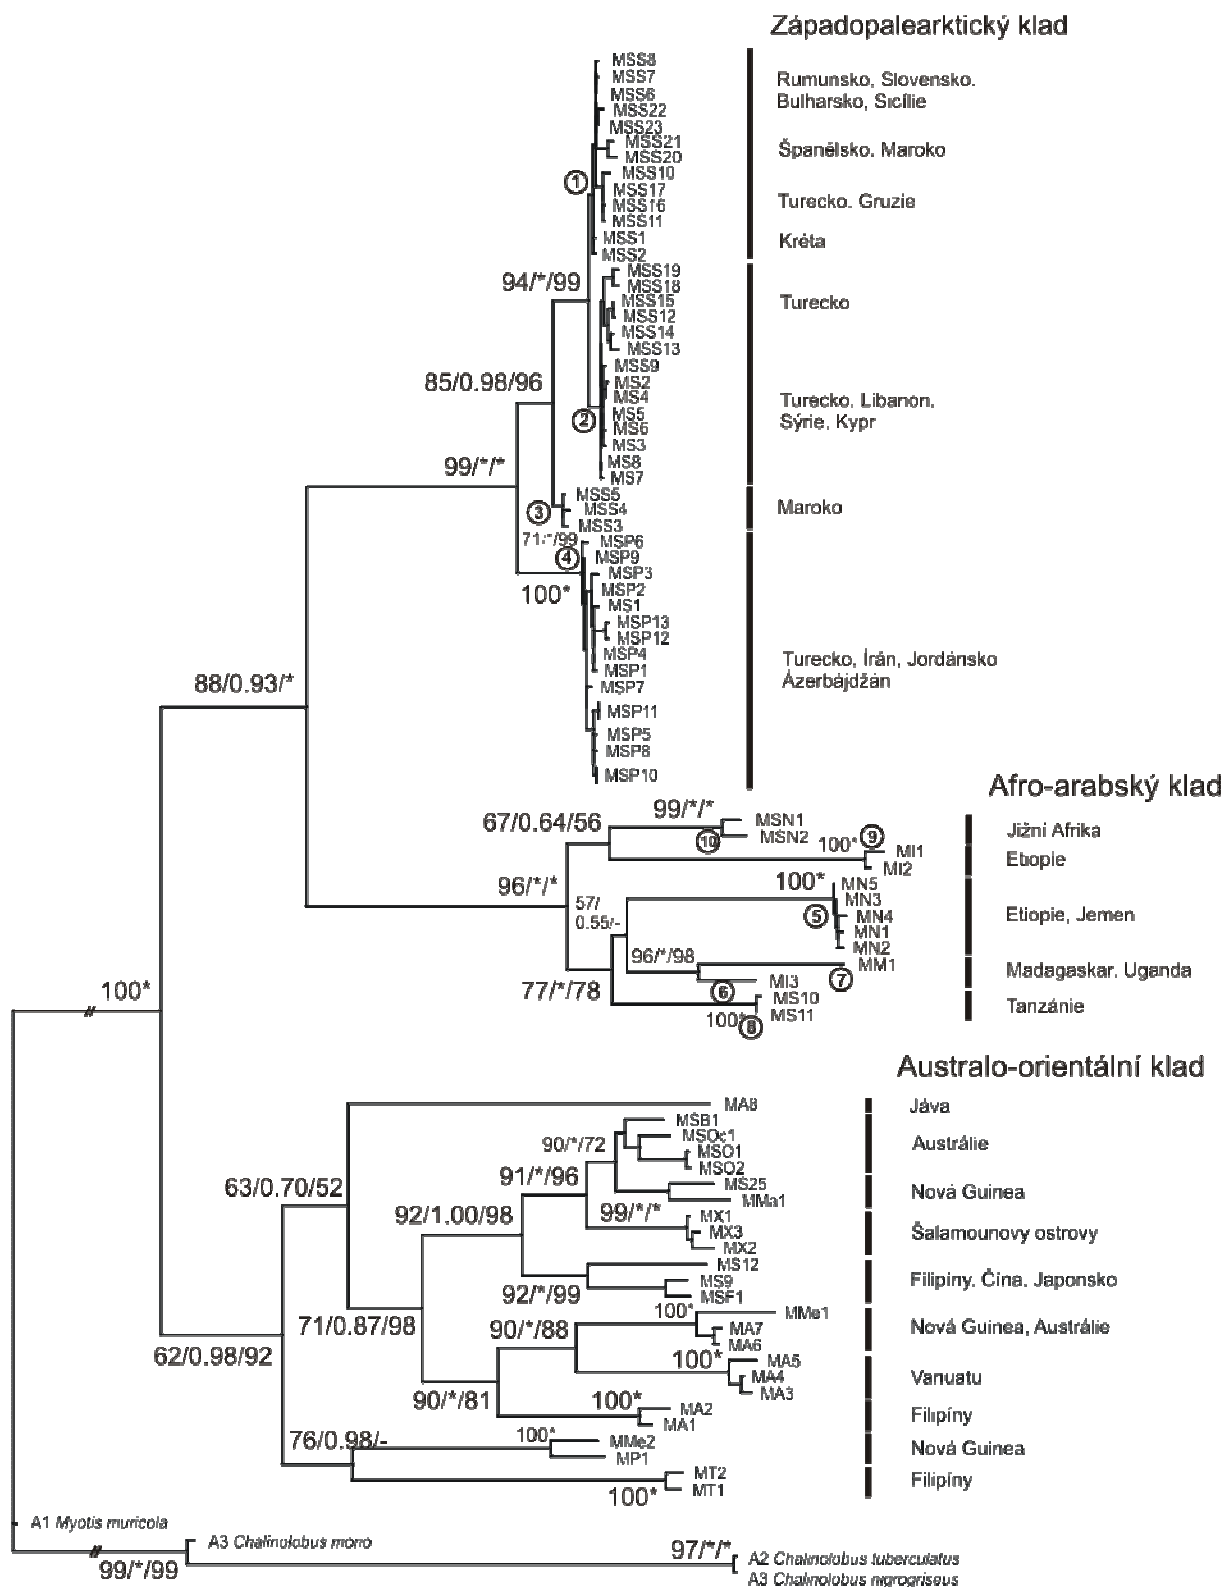 Západopalearktický klad
MSS8
MSS7
MSS6
MSS22
MSS23
Rumunsko, Slovensko.
Bulharsko, Sicílie
MSS21
MSS20
Španělsko. Maroko
MSS10
MSS17
MSS16
MSS11
1
Turecko. Gruzie
MSS1
MSS2
Kréta
94/*/99
MSS19
MSS18
MSS15
MSS12
MSS14
MSS13
Turecko
85/0.98/96
MSS9
MS2
MS4
MS5
MS6
MS3
MS8
MS7
2
Turecko, Libanon,
Sýrie, Kypr
99/*/*
MSS5
MSS4
MSS3
3
Maroko
71/*/99
4
100*
MSP6
MSP9
MSP3
MSP2
MS1
MSP13
MSP12
MSP4
MSP1
MSP7
MSP11
MSP5
MSP8
MSP10
Turecko, Írán, Jordánsko
Ázerbájdžán
88/0.93/*
Afro-arabský klad
67/0.64/56
99/*/*
MSN1
MSN2
10
Jižní Afrika
100*
9
MI1
MI2
Etiopie
96/*/*
57/
0.55/-
100*
MN5
MN3
MN4
MN1
MN2
5
Etiopie, Jemen
96/*/98
MM1
7
MI3
6
Madagaskar. Uganda
77/*/78
MS10
MS11
100*
8
Tanzánie
100*
Australo-orientální klad
MA8
Jáva
MSB1
MSOc1
MSO1
MSO2
Austrálie
90/*/72
91/*/96
63/0.70/52
MS25
MMa1
Nová Guinea
92/1.00/98
99/*/*
MX1
MX3
MX2
Šalamounovy ostrovy
MS12
MS9
MSF1
Filipíny. Čína. Japonsko
92/*/99
71/0.87/98
100*
MMe1
MA7
MA6
Nová Guinea, Austrálie
90/*/88
62/0.98/92
100*
MA5
MA4
MA3
Vanuatu
90/*/81
100*
MA2
MA1
Filipíny
76/0.98/-
100*
MMe2
MP1
Nová Guinea
MT2
MT1
100*
Filipíny
A1 Myotis muricola
A3 Chalinolobus morio
99/*/99
97/*/*
A2 Chalinolobus tuberculatus
A3 Chalinolobus nigrogriseus